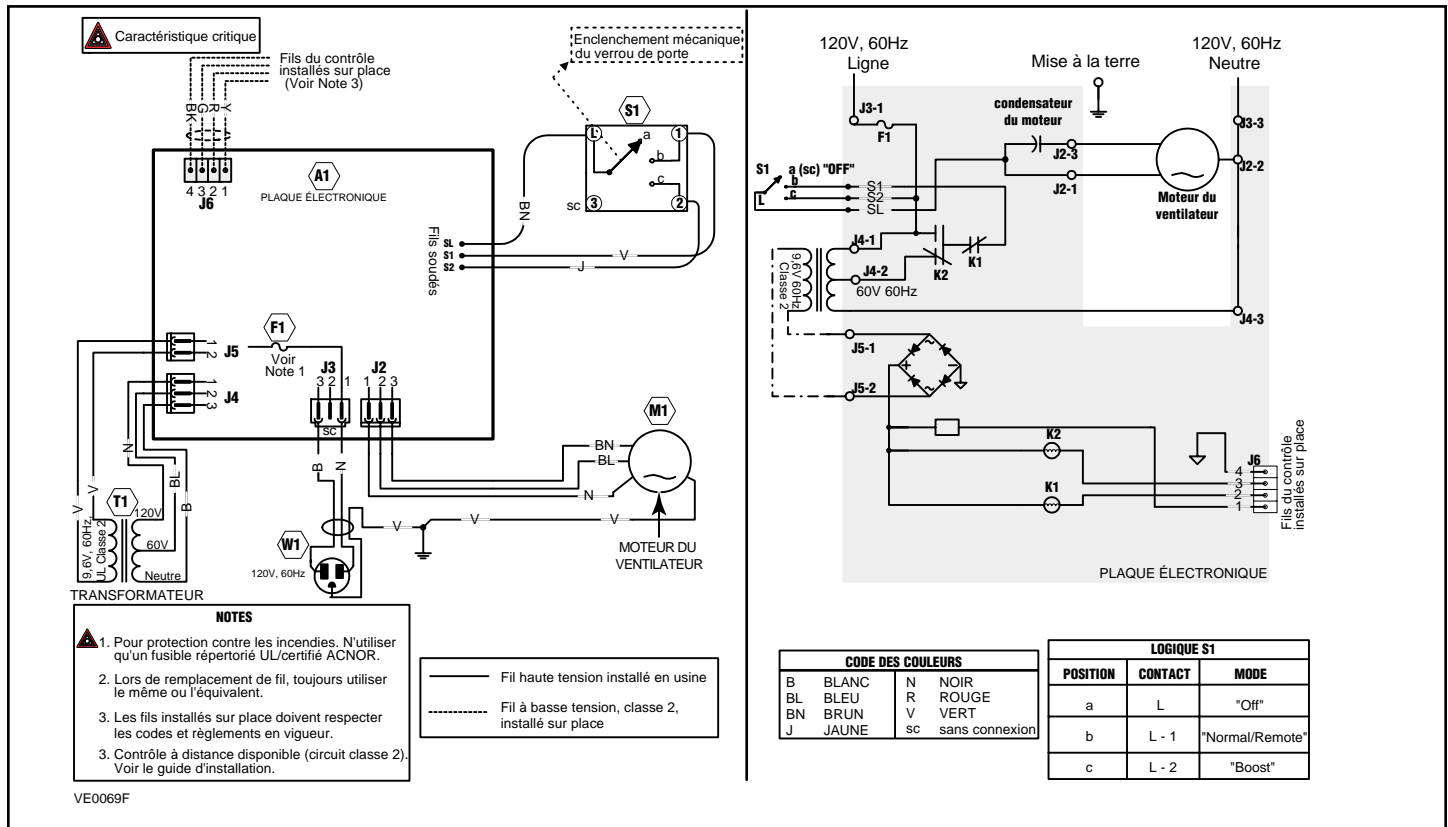 Caractéristique critique
Fils du contrôle
installés sur place
(Voir Note 3)
BK
G
R
Y
Enclenchement mécanique
du verrou de porte
S1
L
a
1
b
c
sc
3
2
A1
PLAQUE ÉLECTRONIQUE
4 3 2 1
J6
BN
Fils soudés
SL
S1
S2
V
J
F1
Voir
Note 1
1
2
J5
1
2
3
J4
J3
3 2 1
sc
J2
1 2 3
M1
BN
BL
N
B
N
N
BL
B
V
V
T1
120V
60V
Neutre
9,6V, 60Hz,
UL Classe 2
TRANSFORMATEUR
W1
120V, 60Hz
V
V
V
MOTEUR DU
VENTILATEUR
NOTES
1. Pour protection contre les incendies. N'utiliser
qu'un fusible répertorié UL/certifié ACNOR.
2. Lors de remplacement de fil, toujours utiliser
le même ou l'équivalent.
3. Les fils installés sur place doivent respecter
les codes et règlements en vigueur.
3. Contrôle à distance disponible (circuit classe 2).
Voir le guide d'installation.
Fil haute tension installé en usine
Fil à basse tension, classe 2,
installé sur place
VE0069F
120V, 60Hz
Ligne
Mise à la terre
120V, 60Hz
Neutre
J3-1
F1
condensateur
du moteur
J2-3
J2-1
J3-3
J2-2
Moteur du
ventilateur
S1
a (sc) "OFF"
b
c
L
S1
S2
SL
J4-1
J4-2
60V 60Hz
K2
K1
9,6V 60Hz
Classe 2
J4-3
J5-1
J5-2
+
–
K2
K1
J6
4
3
2
1
Fils du contrôle
installés sur place
PLAQUE ÉLECTRONIQUE
CODE DES COULEURS
B BLANC N NOIR
BL BLEU R ROUGE
BN BRUN V VERT
J JAUNE sc sans connexion
LOGIQUE S1
POSITION CONTACT MODE
a L "Off"
b L - 1 "Normal/Remote"
c L - 2 "Boost"